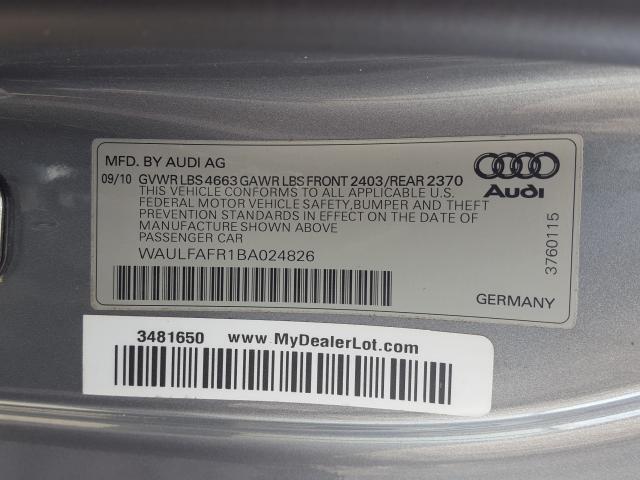 MFD. BY AUDI AG
09/10 GVWR LBS 4663 GAWR LBS FRONT 2403/REAR 2370
THIS VEHICLE CONFORMS TO ALL APPLICABLE U.S.
FEDERAL MOTOR VEHICLE SAFETY, BUMPER AND THEFT
PREVENTION STANDARDS IN EFFECT ON THE DATE OF
MANUFACTURE SHOWN ABOVE
PASSENGER CAR
WAULFAFR1BA024826
Audi
3760115
GERMANY
3481650 www.MyDealerLot.com